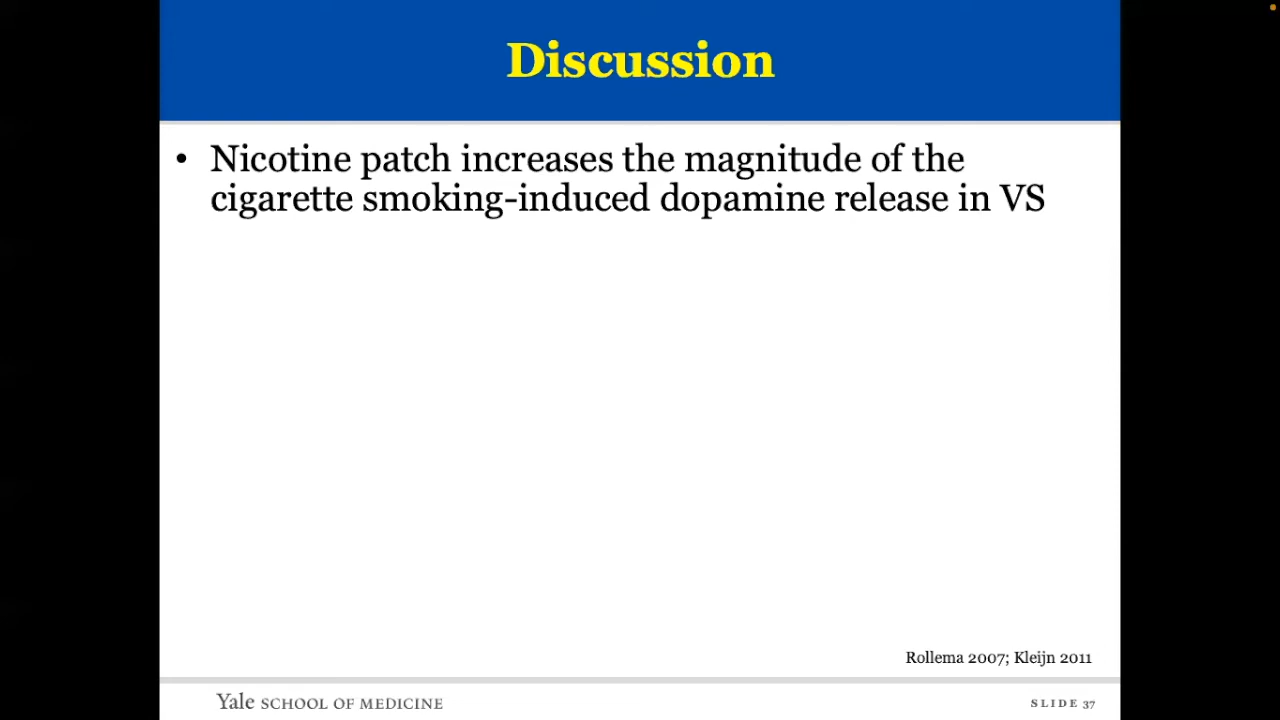 Discussion
• Nicotine patch increases the magnitude of the
cigarette smoking-induced dopamine release in VS
Rollema 2007; Kleijn 2011
Yale SCHOOL OF MEDICINE
SLIDE 37